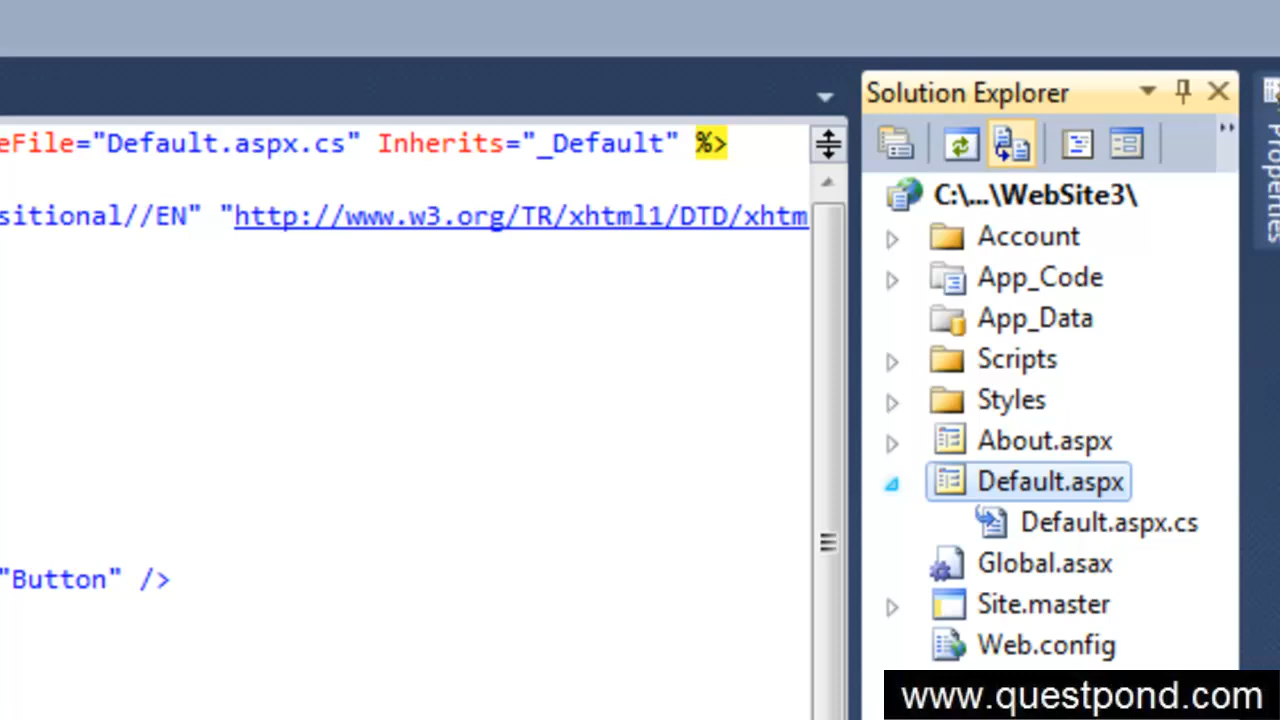 eFile="Default.aspx.cs" Inherits="_Default" %>
sitional//EN" "http://www.w3.org/TR/xhtml1/DTD/xhtm
"Button" />
Solution Explorer
C:\...\WebSite3\
Account
App_Code
App_Data
Scripts
Styles
About.aspx
Default.aspx
Default.aspx.cs
Global.asax
Site.master
Web.config
Properties
www.questpond.com